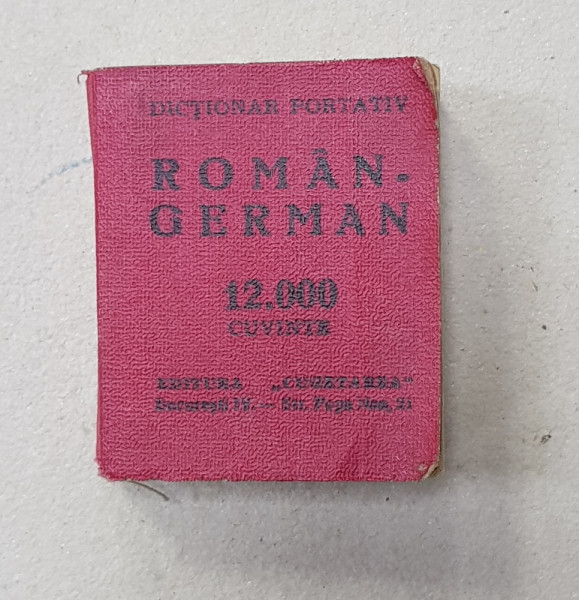 DICȚIONAR PORTATIV
ROMÂN-
GERMAN
12.000
CUVINTE
EDITURA „CUGETAREA”
București IV. — Str. Popa Nan, 21